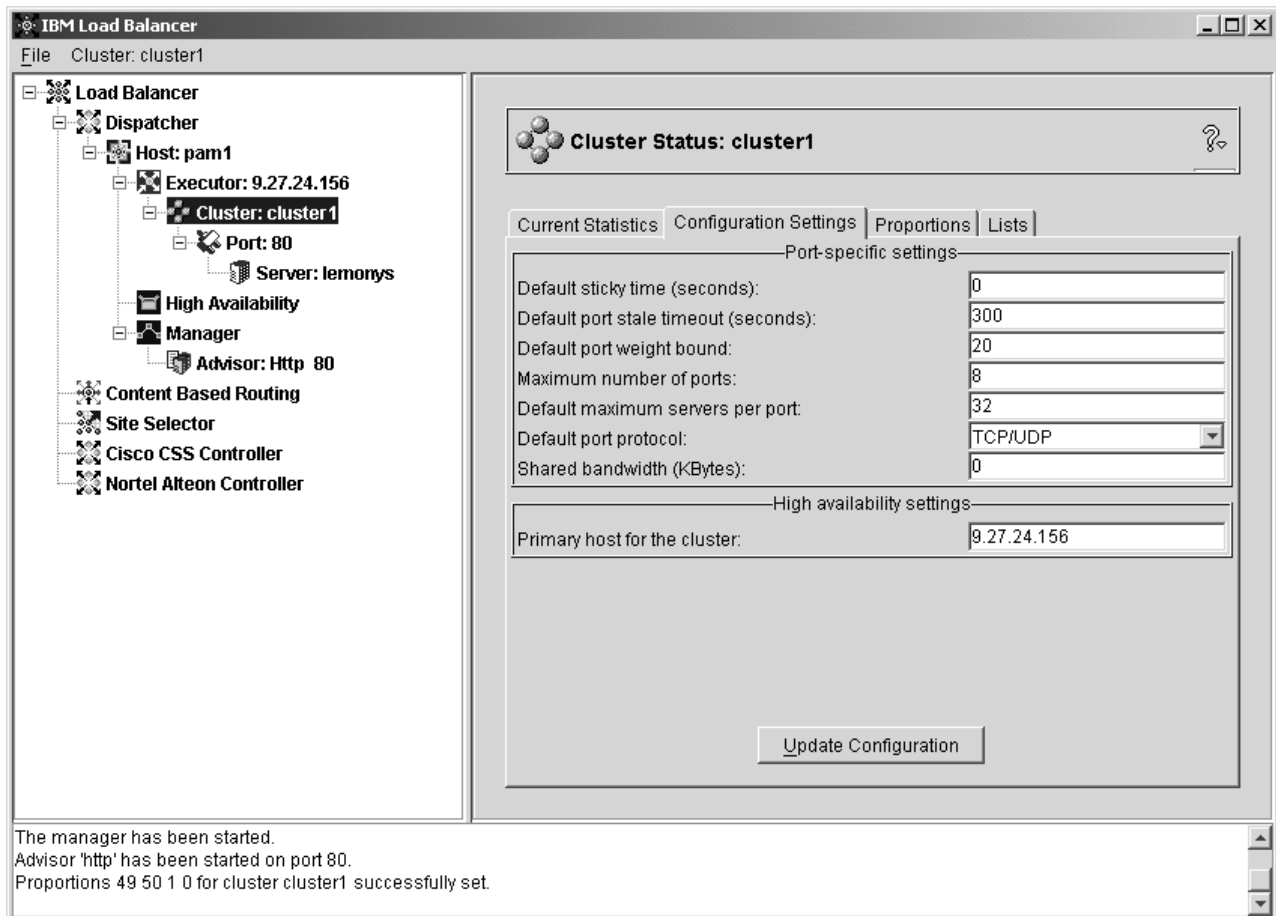 IBM Load Balancer
File Cluster: cluster1
Load Balancer
Dispatcher
Host: pam1
Executor: 9.27.24.156
Cluster: cluster1
Port: 80
Server: lemonys
High Availability
Manager
Advisor: Http 80
Content Based Routing
Site Selector
Cisco CSS Controller
Nortel Alteon Controller
Cluster Status: cluster1
?
Current Statistics Configuration Settings Proportions Lists
Port-specific settings
Default sticky time (seconds): 0
Default port stale timeout (seconds): 300
Default port weight bound: 20
Maximum number of ports: 8
Default maximum servers per port: 32
Default port protocol: TCP/UDP
Shared bandwidth (KBytes): 0
High availability settings
Primary host for the cluster: 9.27.24.156
Update Configuration
The manager has been started.
Advisor 'http' has been started on port 80.
Proportions 49 50 1 0 for cluster cluster1 successfully set.